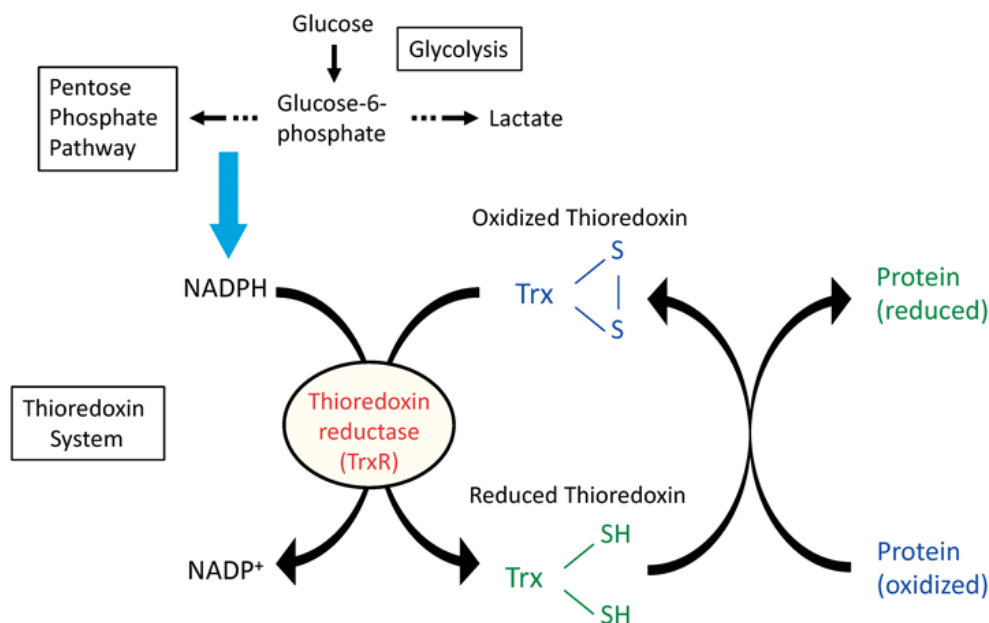 Glucose
Glycolysis
Pentose
Phosphate
Pathway
Glucose-6-
phosphate
Lactate
Oxidized Thioredoxin
NADPH
Trx
S
S
Protein
(reduced)
Thioredoxin
System
Thioredoxin
reductase
(TrxR)
Reduced Thioredoxin
NADP⁺
Trx
SH
SH
Protein
(oxidized)